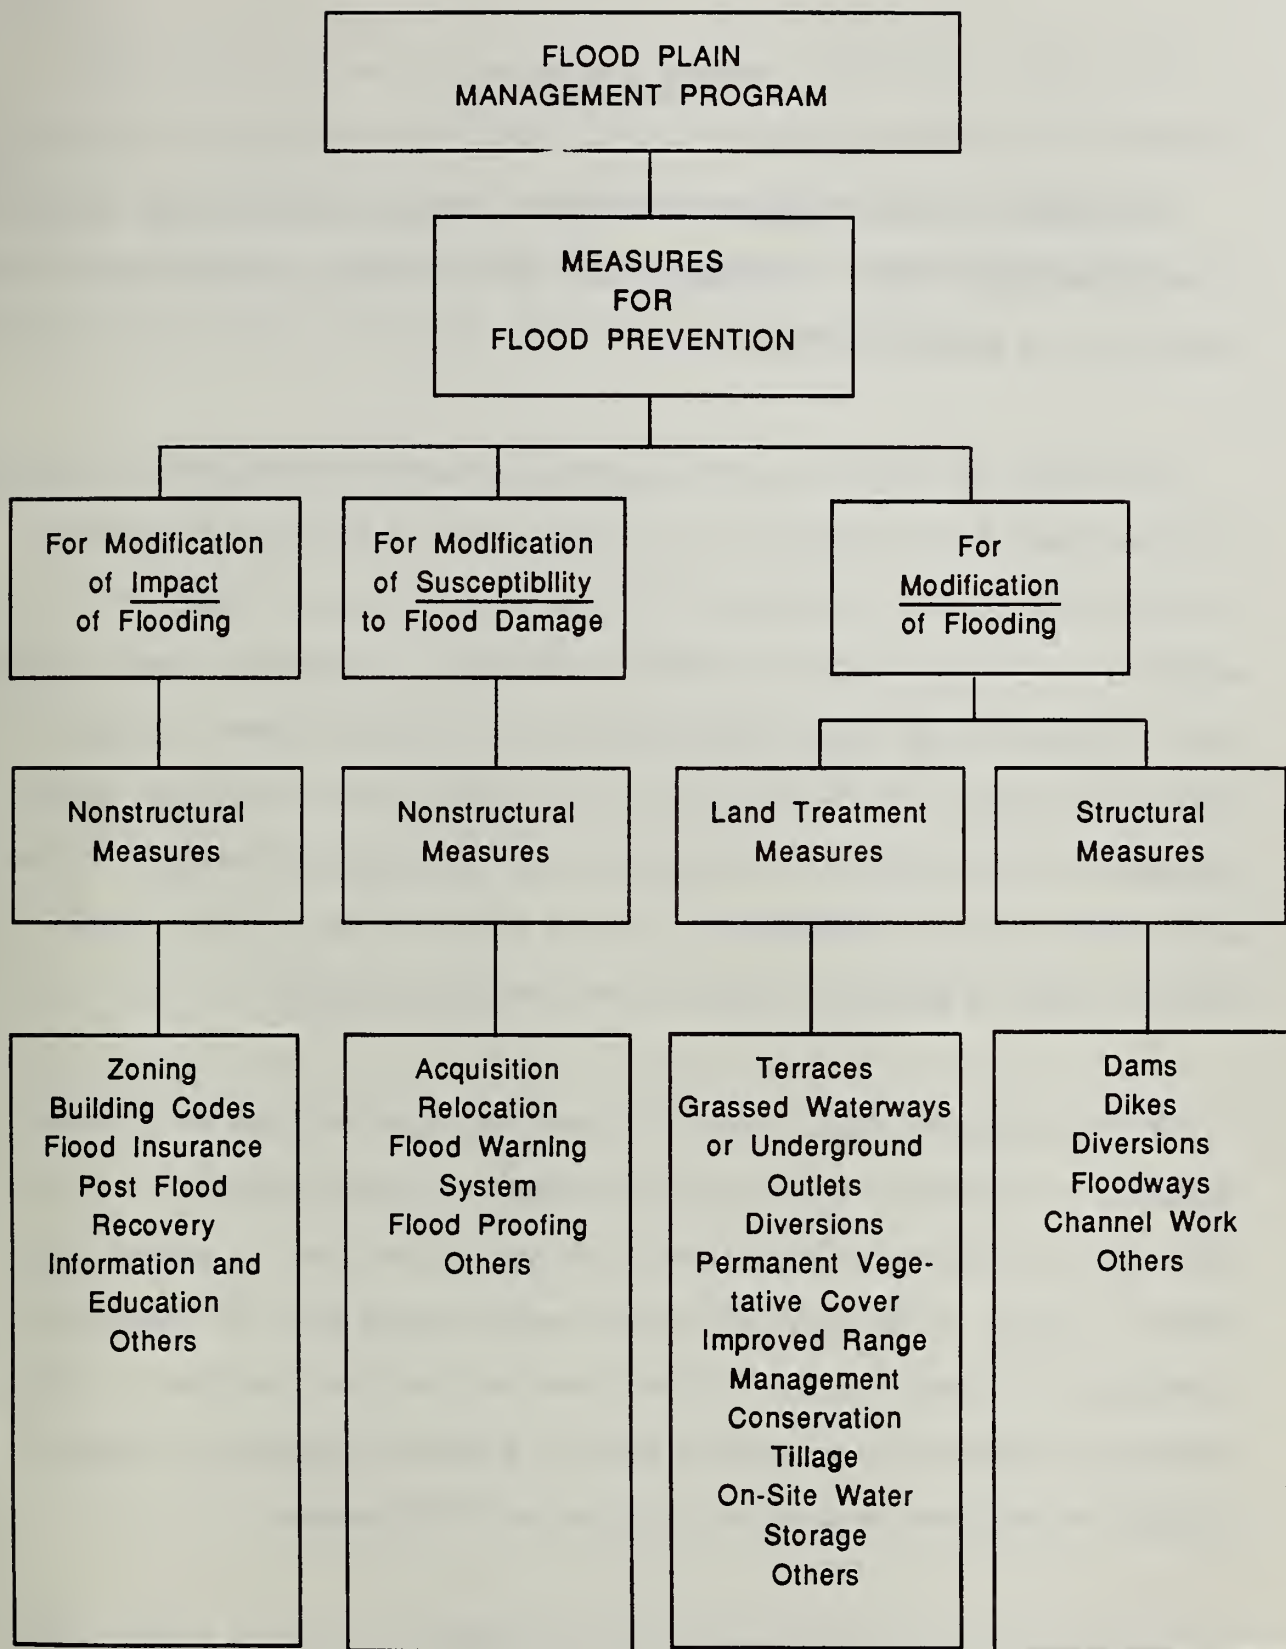 FLOOD PLAIN
MANAGEMENT PROGRAM
MEASURES
FOR
FLOOD PREVENTION
For Modification
of Impact
of Flooding
For Modification
of Susceptibility
to Flood Damage
For
Modification
of Flooding
Nonstructural
Measures
Nonstructural
Measures
Land Treatment
Measures
Structural
Measures
Zoning
Building Codes
Flood Insurance
Post Flood
Recovery
Information and
Education
Others
Acquisition
Relocation
Flood Warning
System
Flood Proofing
Others
Terraces
Grassed Waterways
or Underground
Outlets
Diversions
Permanent Vege-
tative Cover
Improved Range
Management
Conservation
Tillage
On-Site Water
Storage
Others
Dams
Dikes
Diversions
Floodways
Channel Work
Others